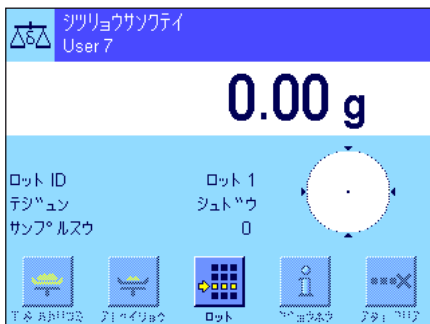 シツリョウサンクテイ
User 7
0.00 g
ロット ID ロット 1
テジ"ュン シュト"ウ
サンプ°ルスウ 0
ロット